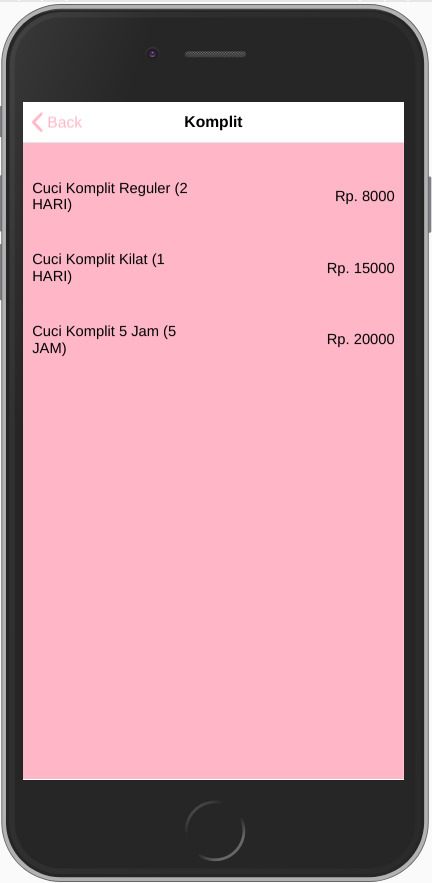 Back
Komplit
Cuci Komplit Reguler (2
HARI)
Rp. 8000
Cuci Komplit Kilat (1
HARI)
Rp. 15000
Cuci Komplit 5 Jam (5
JAM)
Rp. 20000